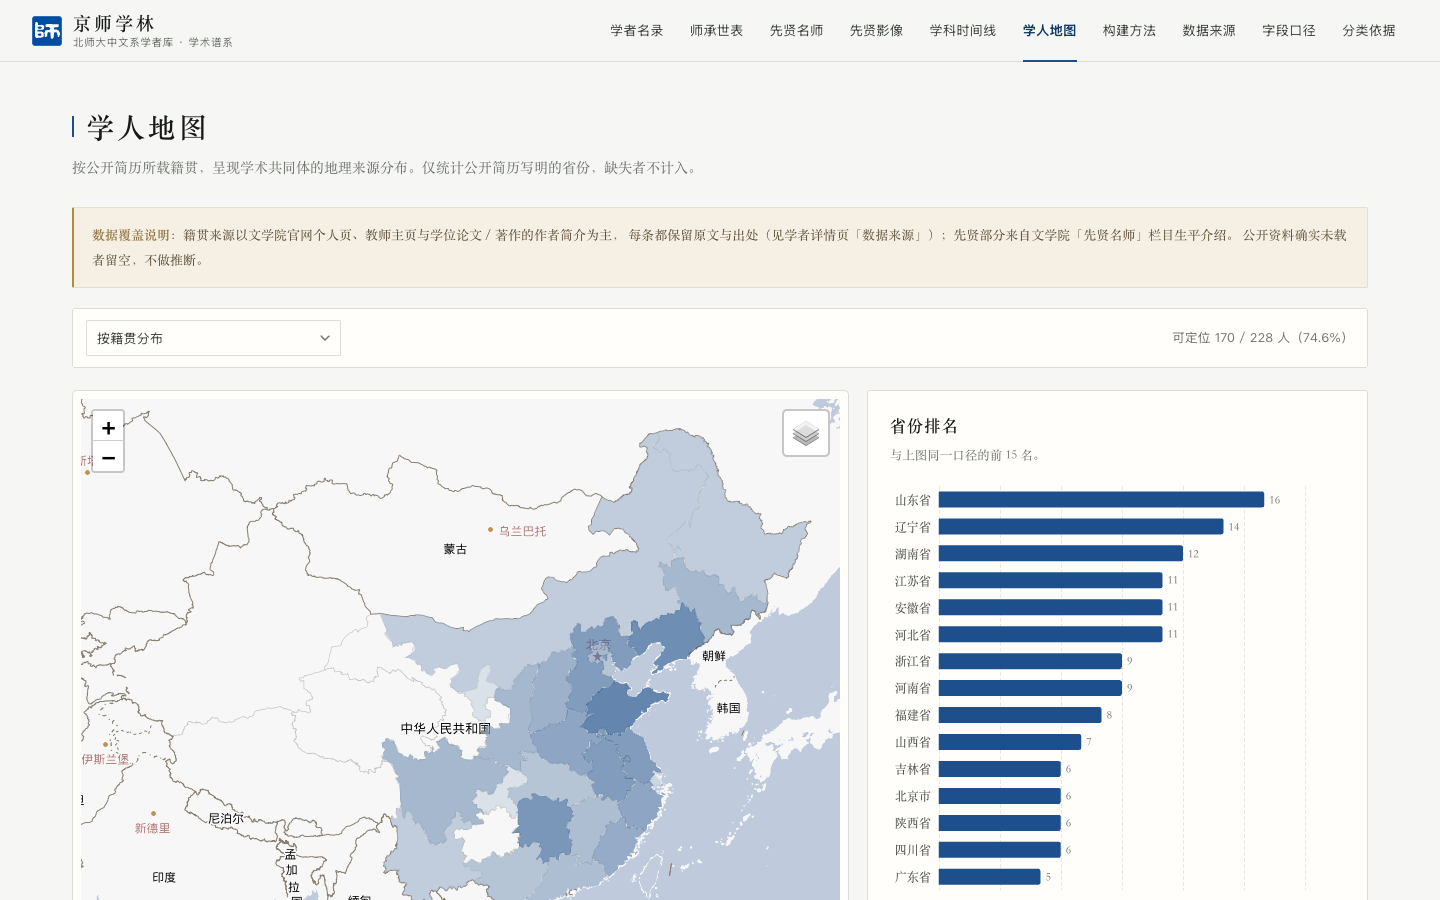 京师学林
北师大中文系学者库 · 学术谱系
学者名录 师承世表 先贤名师 先贤影像 学科时间线 学人地图 构建方法 数据来源 字段口径 分类依据
学人地图
按公开简历所载籍贯，呈现学术共同体的地理来源分布。仅统计公开简历写明的省份，缺失者不计入。
数据覆盖说明：籍贯来源以文学院官网个人页、教师主页与学位论文 / 著作的作者简介为主， 每条都保留原文与出处（见学者详情页「数据来源」）；先贤部分来自文学院「先贤名师」栏目生平介绍。 公开资料确实未载
者留空，不做推断。
按籍贯分布
可定位 170 / 228 人（74.6%）
+
−
乌兰巴托
蒙古
北京
朝鲜
韩国
中华人民共和国
伊斯兰堡
新德里
尼泊尔
印度
孟
加
拉
国
缅甸
省份排名
与上图同一口径的前 15 名。
山东省 16
辽宁省 14
湖南省 12
江苏省 11
安徽省 11
河北省 11
浙江省 9
河南省 9
福建省 8
山西省 7
吉林省 6
北京市 6
陕西省 6
四川省 6
广东省 5